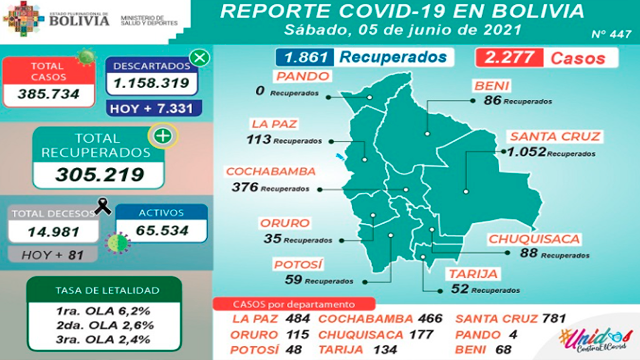 ESTADO PLURINACIONAL DE
BOLIVIA
MINISTERIO
DE SALUD Y DEPORTES
REPORTE COVID-19 EN BOLIVIA
Sábado, 05 de junio de 2021
N° 447
TOTAL
CASOS
385.734
DESCARTADOS
1.158.319
HOY + 7.331
TOTAL
RECUPERADOS
305.219
TOTAL DECESOS
14.981
HOY + 81
ACTIVOS
65.534
TASA DE LETALIDAD
1ra. OLA 6,2%
2da. OLA 2,6%
3ra. OLA 2,4%
1.861 Recuperados
2.277 Casos
PANDO
0 Recuperados
BENI
86 Recuperados
LA PAZ
113 Recuperados
SANTA CRUZ
1.052 Recuperados
COCHABAMBA
376 Recuperados
ORURO
35 Recuperados
CHUQUISACA
88 Recuperados
POTOSÍ
59 Recuperados
TARIJA
52 Recuperados
CASOS por departamento
LA PAZ 484 COCHABAMBA 466 SANTA CRUZ 781
ORURO 115 CHUQUISACA 177 PANDO 4
POTOSÍ 48 TARIJA 134 BENI 68
Unidos